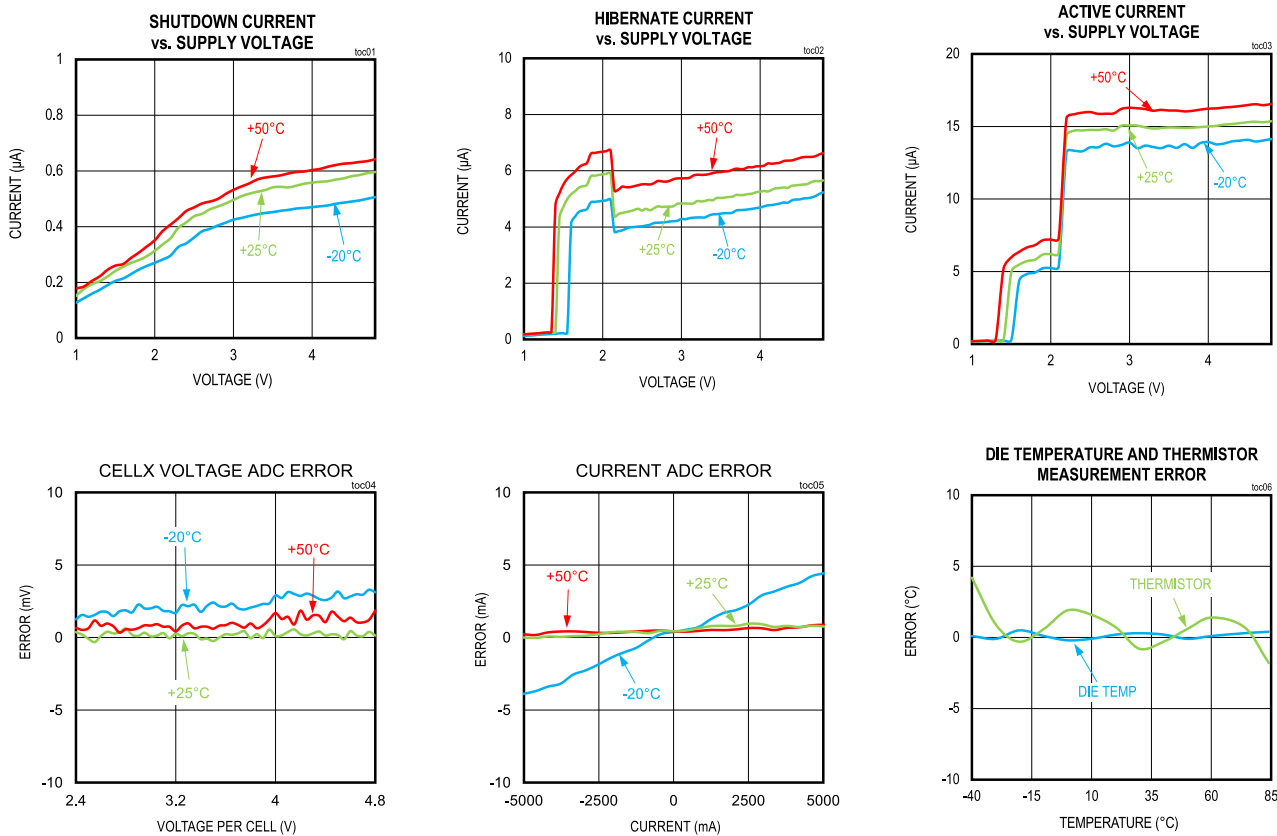 SHUTDOWN CURRENT
vs. SUPPLY VOLTAGE
toc01
1
0.8
0.6
0.4
0.2
0
CURRENT (µA)
+50°C
+25°C
-20°C
1
2
3
4
VOLTAGE (V)
HIBERNATE CURRENT
vs. SUPPLY VOLTAGE
toc02
10
8
6
4
2
0
CURRENT (µA)
+50°C
+25°C
-20°C
1
2
3
4
VOLTAGE (V)
ACTIVE CURRENT
vs. SUPPLY VOLTAGE
toc03
20
15
10
5
0
CURRENT (µA)
+50°C
+25°C
-20°C
1
2
3
4
VOLTAGE (V)
CELLX VOLTAGE ADC ERROR
toc04
10
5
0
-5
-10
ERROR (mV)
-20°C
+50°C
+25°C
2.4
3.2
4
4.8
VOLTAGE PER CELL (V)
CURRENT ADC ERROR
toc05
10
5
0
-5
-10
ERROR (mA)
+50°C
+25°C
-20°C
-5000
-2500
0
2500
5000
CURRENT (mA)
DIE TEMPERATURE AND THERMISTOR
MEASUREMENT ERROR
toc06
10
5
0
-5
-10
ERROR (°C)
THERMISTOR
DIE TEMP
-40
-15
10
35
60
85
TEMPERATURE (°C)